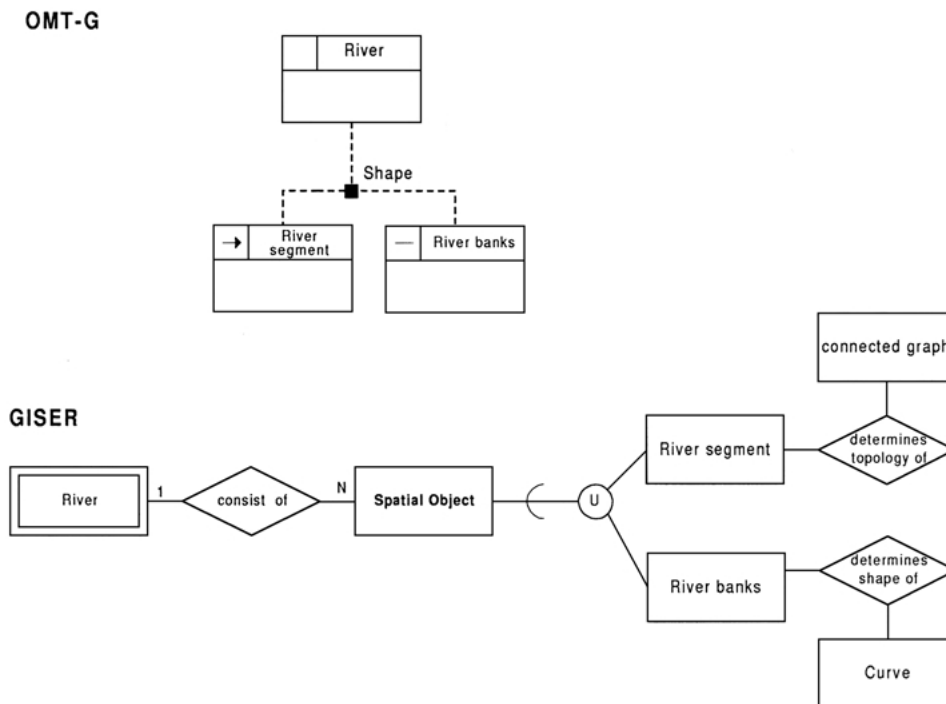 OMT-G
River
Shape
River
segment
River banks
connected graph
GISER
River segment
determines
topology of
River
1
consist of
N
Spatial Object
U
River banks
determines
shape of
Curve